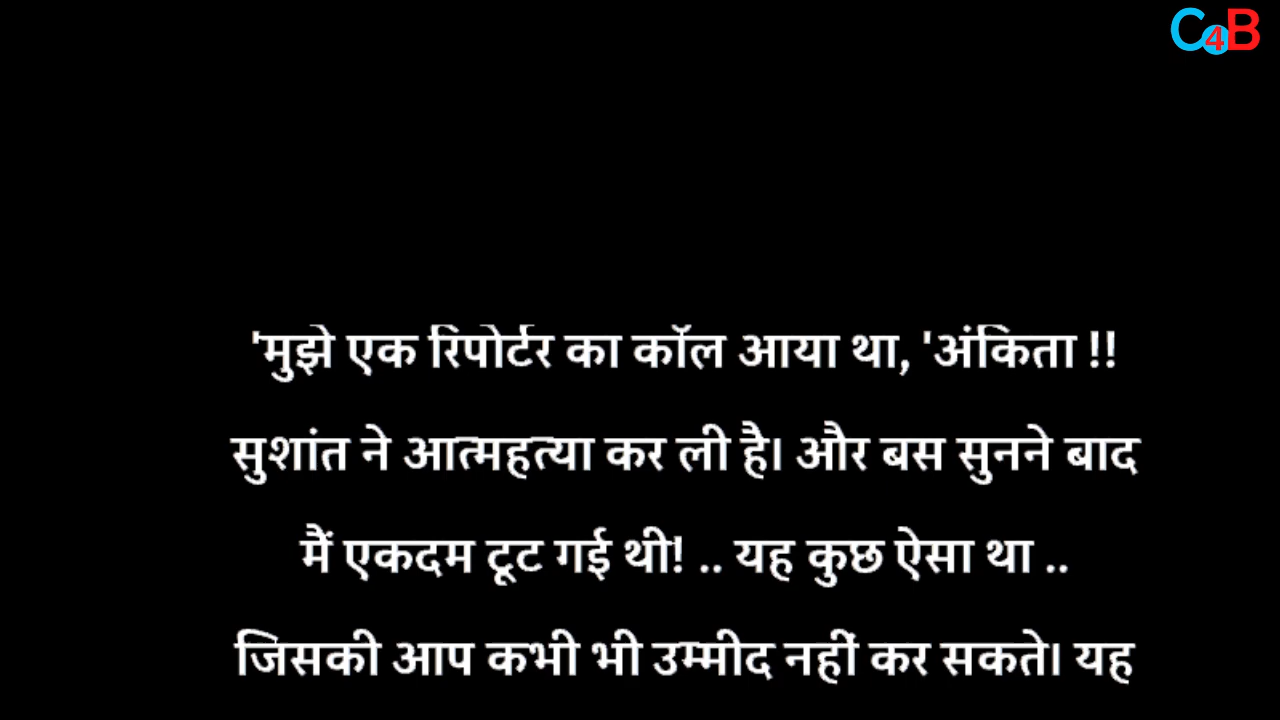 C4B
'मुझे एक रिपोर्टर का कॉल आया था, 'अंकिता !!
सुशांत ने आत्महत्या कर ली है। और बस सुनने बाद
मैं एकदम टूट गई थी! .. यह कुछ ऐसा था ..
जिसकी आप कभी भी उम्मीद नहीं कर सकते। यह